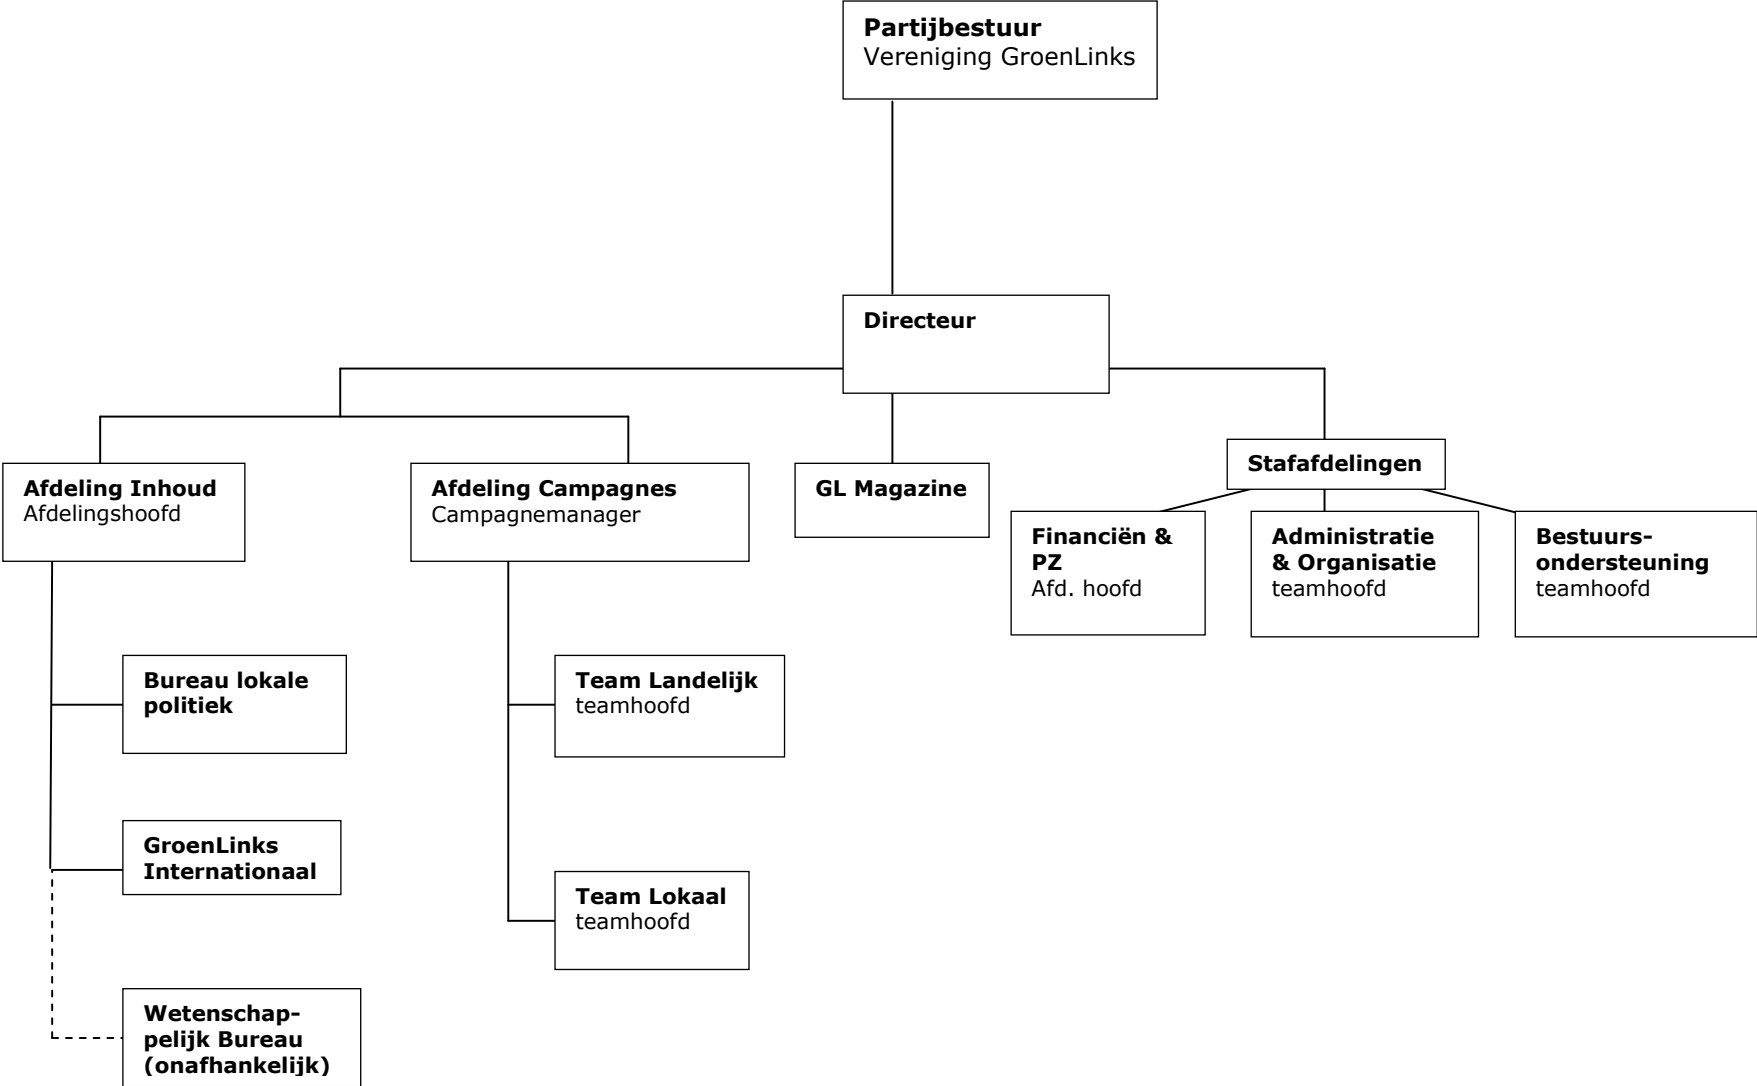 Partijbestuur
Vereniging GroenLinks
Directeur
Afdeling Inhoud
Afdelingshoofd
Afdeling Campagnes
Campagnemanager
GL Magazine
Stafafdelingen
Financiën &
PZ
Afd. hoofd
Administratie
& Organisatie
teamhoofd
Bestuurs-
ondersteuning
teamhoofd
Bureau lokale
politiek
Team Landelijk
teamhoofd
GroenLinks
Internationaal
Team Lokaal
teamhoofd
Wetenschap-
pelijk Bureau
(onafhankelijk)